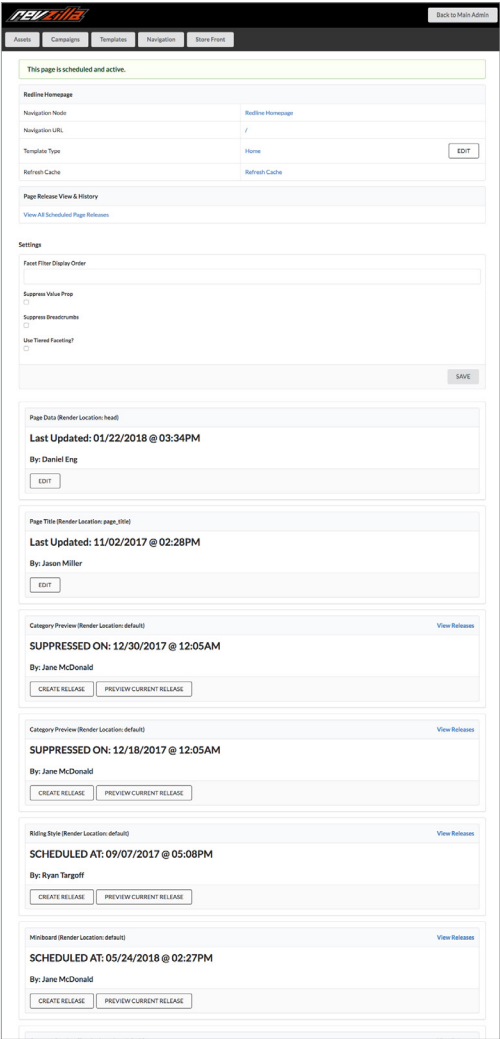 revzilla
Back to Main Admin
Assets Campaigns Templates Navigation Store Front
This page is scheduled and active.
Redline Homepage
Navigation Node Redline Homepage
Navigation URL /
Template Type Home EDIT
Refresh Cache Refresh Cache
Page Release View & History
View All Scheduled Page Releases
Settings
Facet Filter Display Order
Suppress Value Prop
Suppress Breadcrumbs
Use Tiered Faceting?
SAVE
Page Data (Render Location: head)
Last Updated: 01/22/2018 @ 03:34PM
By: Daniel Eng
EDIT
Page Title (Render Location: page_title)
Last Updated: 11/02/2017 @ 02:28PM
By: Jason Miller
EDIT
Category Preview (Render Location: default) View Releases
SUPPRESSED ON: 12/30/2017 @ 12:05AM
By: Jane McDonald
CREATE RELEASE PREVIEW CURRENT RELEASE
Category Preview (Render Location: default) View Releases
SUPPRESSED ON: 12/18/2017 @ 12:05AM
By: Jane McDonald
CREATE RELEASE PREVIEW CURRENT RELEASE
Riding Style (Render Location: default) View Releases
SCHEDULED AT: 09/07/2017 @ 05:08PM
By: Ryan Targoff
CREATE RELEASE PREVIEW CURRENT RELEASE
Miniboard (Render Location: default) View Releases
SCHEDULED AT: 05/24/2018 @ 02:27PM
By: Jane McDonald
CREATE RELEASE PREVIEW CURRENT RELEASE